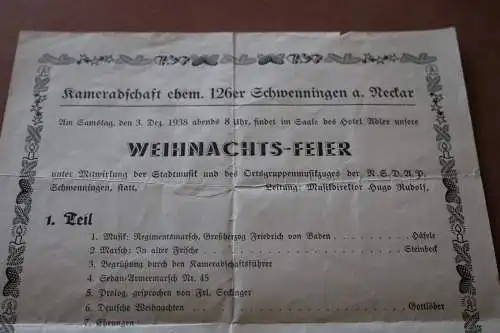 Kameradschaft ehem. 126er Schwenningen a. Neckar
Am Samstag, den 3. Dez. 1938 abends 8 Uhr, findet im Saale des Hotel Adler unsere
WEIHNACHTS-FEIER
unter Mitwirkung der Stadtmusik und des Ortsgruppenmusikzuges der N.S.D.A.P.
Schwenningen, statt. Leitung: Musikdirektor Hugo Rudolf.
1. Teil
1. Musik: Regimentsmarsch, Großherzog Friedrich von Baden . . . . . . . . . . Häfele
2. Marsch: In alter Frische . . . . . . . . . . Steinbeck
3. Begrüßung durch den Kameradschaftsführer
4. Sedan-Armeemarsch Nr. 45
5. Prolog, gesprochen von Frl. Seckinger
6. Deutsche Weihnachten . . . . . . . . . . Gottlöber
7. Ehrungen